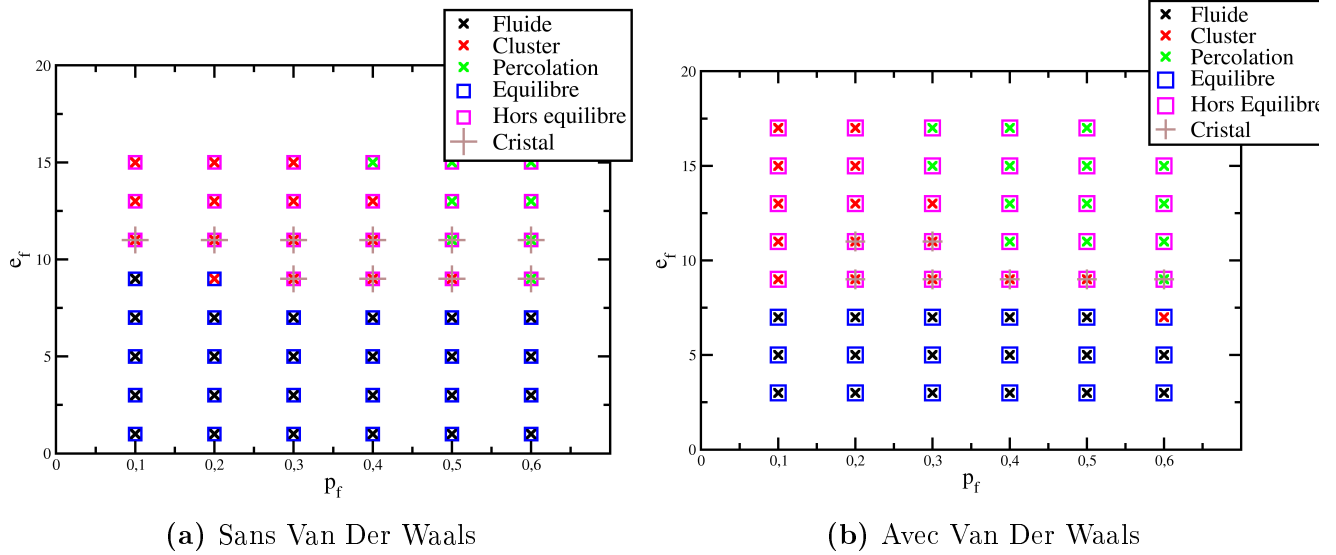 Fluide
Cluster
Percolation
Equilibre
Hors equilibre
Cristal
20
15
10
5
0
e_f
0
0,1
0,2
0,3
0,4
0,5
0,6
p_f
(a) Sans Van Der Waals
Fluide
Cluster
Percolation
Equilibre
Hors Equilibre
Cristal
20
15
10
5
0
e_f
0
0,1
0,2
0,3
0,4
0,5
0,6
p_f
(b) Avec Van Der Waals